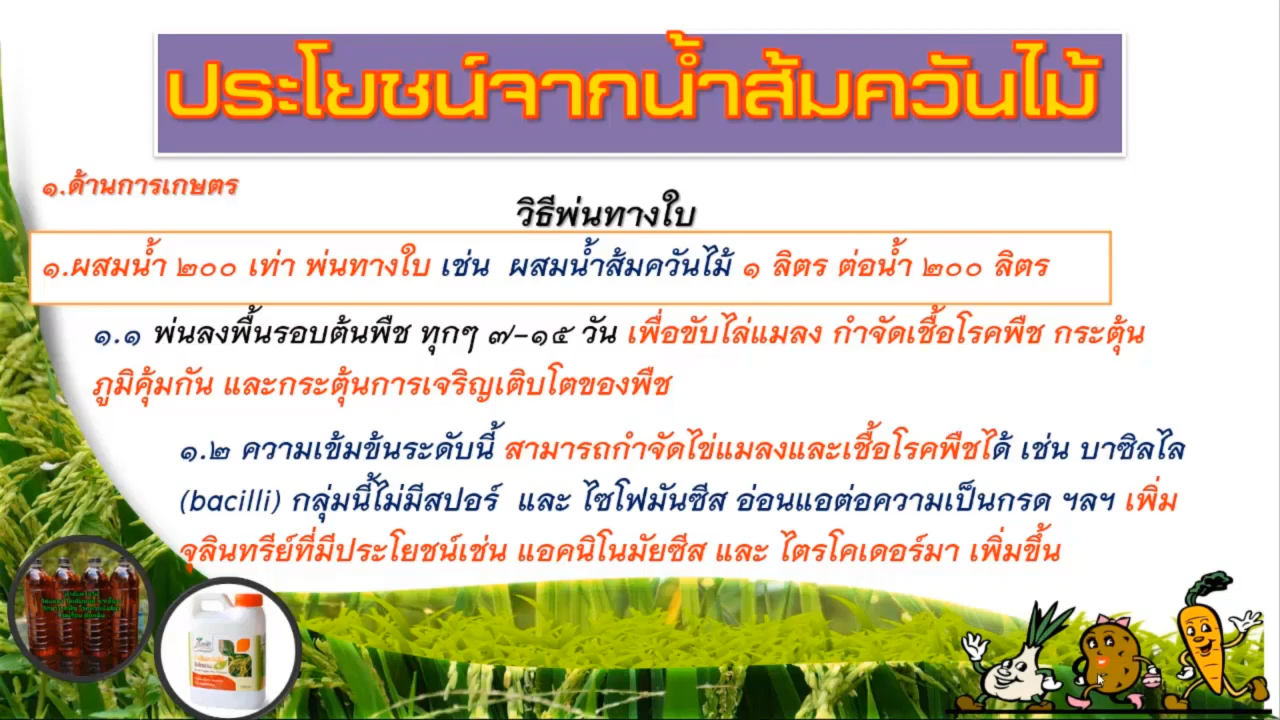 ประโยชน์จากน้ำส้มควันไม้
๑.ด้านการเกษตร
วิธีพ่นทางใบ
๑.ผสมน้ำ ๒๐๐ เท่า พ่นทางใบ เช่น ผสมน้ำส้มควันไม้ ๑ ลิตร ต่อน้ำ ๒๐๐ ลิตร
๑.๑ พ่นลงพื้นรอบต้นพืช ทุกๆ ๗-๑๕ วัน เพื่อขับไล่แมลง กำจัดเชื้อโรคพืช กระตุ้น
ภูมิคุ้มกัน และกระตุ้นการเจริญเติบโตของพืช
๑.๒ ความเข้มข้นระดับนี้ สามารถกำจัดไข่แมลงและเชื้อโรคพืชได้ เช่น บาซิลไล
(bacilli) กลุ่มนี้ไม่มีสปอร์ และ ไซโฟมันซีส อ่อนแอต่อความเป็นกรด ฯลฯ เพิ่ม
จุลินทรีย์ที่มีประโยชน์เช่น แอคนิโนมัยซีส และ ไตรโคเดอร์มา เพิ่มขึ้น